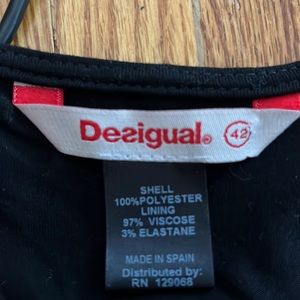 Desigual® 42
SHELL
100%POLYESTER
LINING
97% VISCOSE
3% ELASTANE
MADE IN SPAIN
Distributed by:
RN 129068